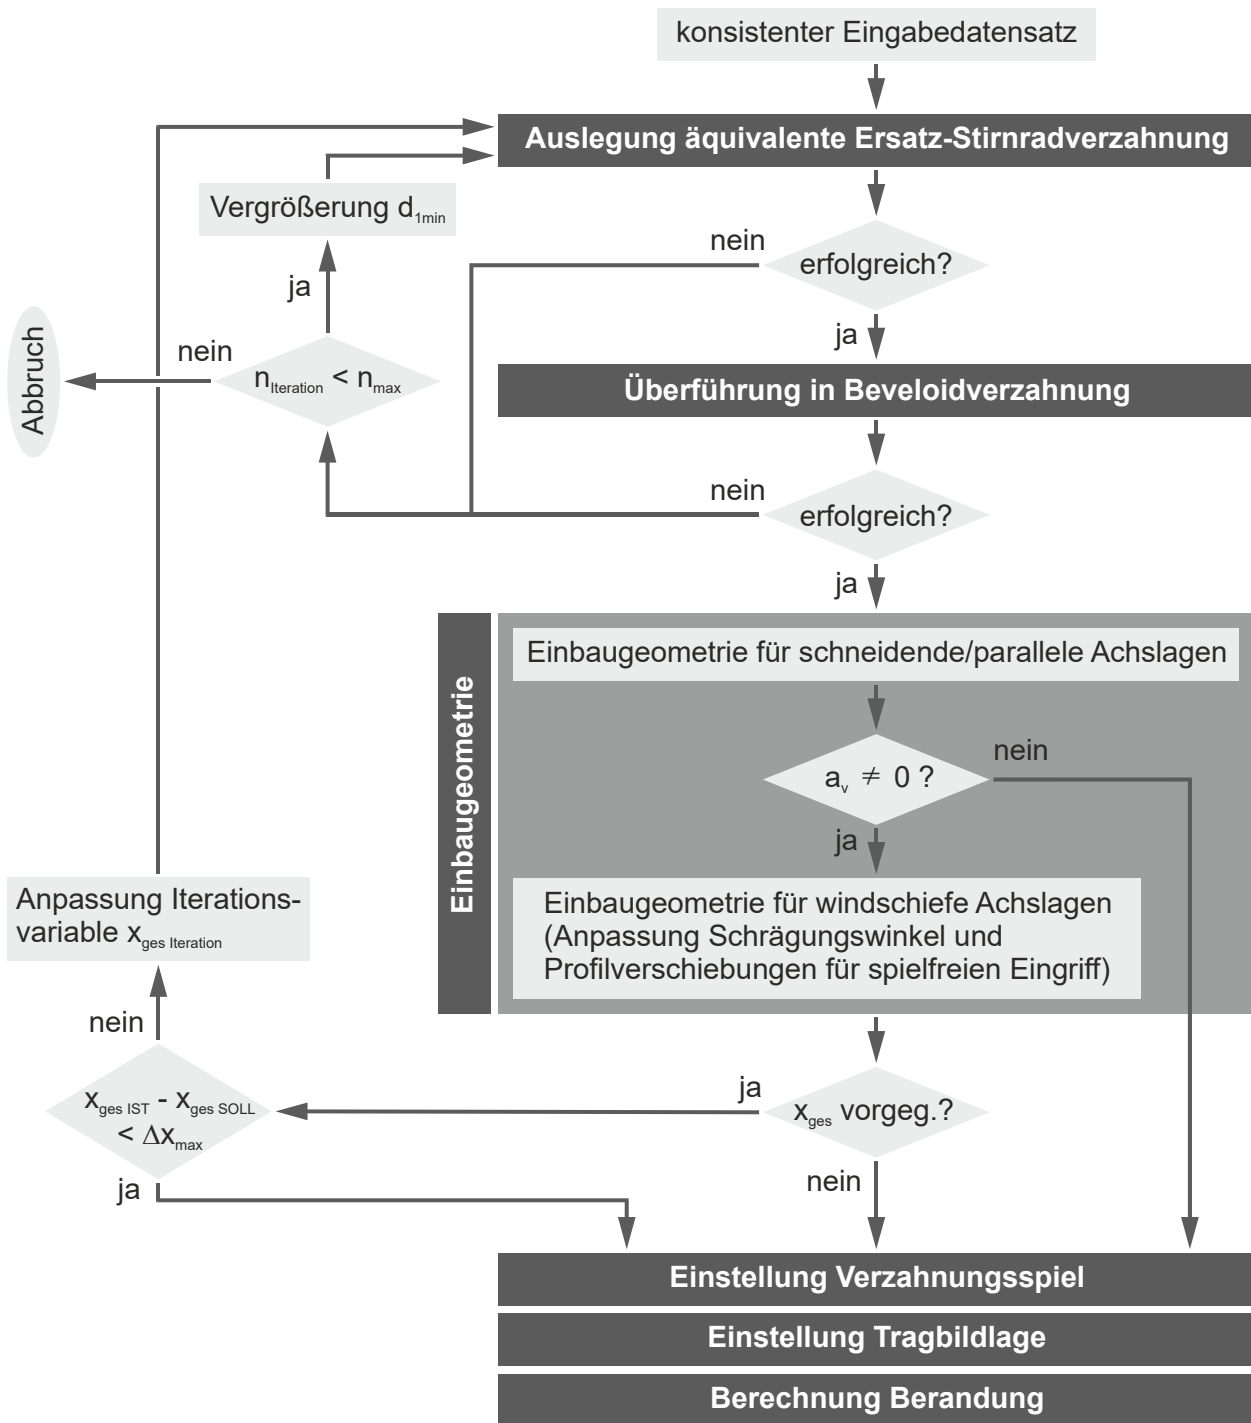 konsistenter Eingabedatensatz
Auslegung äquivalente Ersatz-Stirnradverzahnung
Vergrößerung d1min
nein
erfolgreich?
ja
ja
nein
nIteration < nmax
Abbruch
Überführung in Beveloidverzahnung
nein
erfolgreich?
ja
Einbaugeometrie
Einbaugeometrie für schneidende/parallele Achslagen
av ≠ 0 ?
nein
ja
Einbaugeometrie für windschiefe Achslagen
(Anpassung Schrägungswinkel und
Profilverschiebungen für spielfreien Eingriff)
Anpassung Iterations-
variable xges Iteration
nein
xges IST - xges SOLL
< Δxmax
ja
ja
xges vorgeg.?
nein
Einstellung Verzahnungsspiel
Einstellung Tragbildlage
Berechnung Berandung